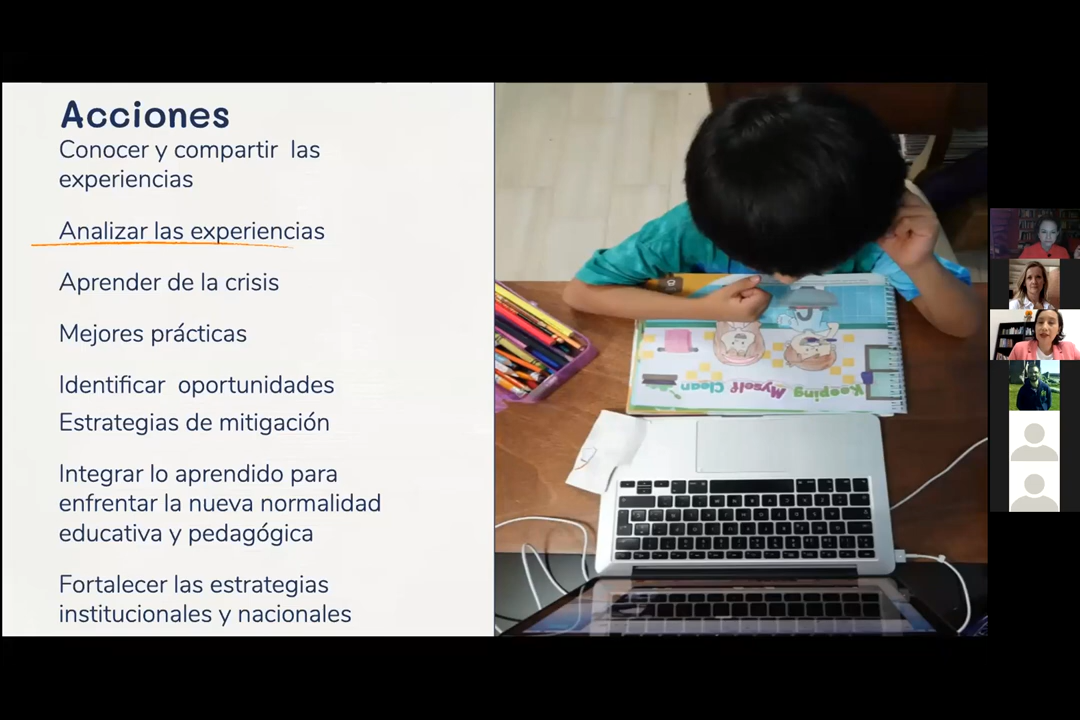 Acciones
Conocer y compartir las
experiencias
Analizar las experiencias
Aprender de la crisis
Mejores prácticas
Identificar oportunidades
Estrategias de mitigación
Integrar lo aprendido para
enfrentar la nueva normalidad
educativa y pedagógica
Fortalecer las estrategias
institucionales y nacionales
Keeping Myself Clean